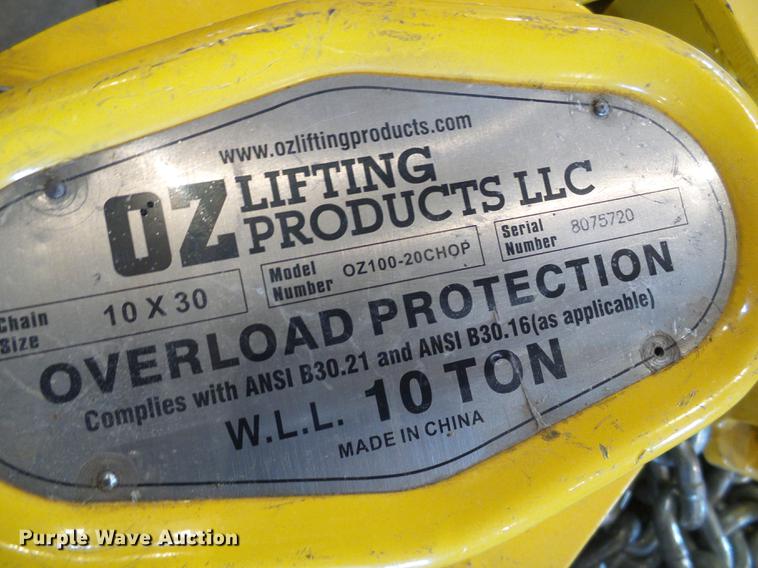 www.ozliftingproducts.com
OZ LIFTING
PRODUCTS LLC
Chain
Size
10 X 30
Model
Number
OZ100-20CHOP
Serial
Number
8075720
OVERLOAD PROTECTION
Complies with ANSI B30.21 and ANSI B30.16(as applicable)
W.L.L. 10 TON
MADE IN CHINA
Purple Wave Auction